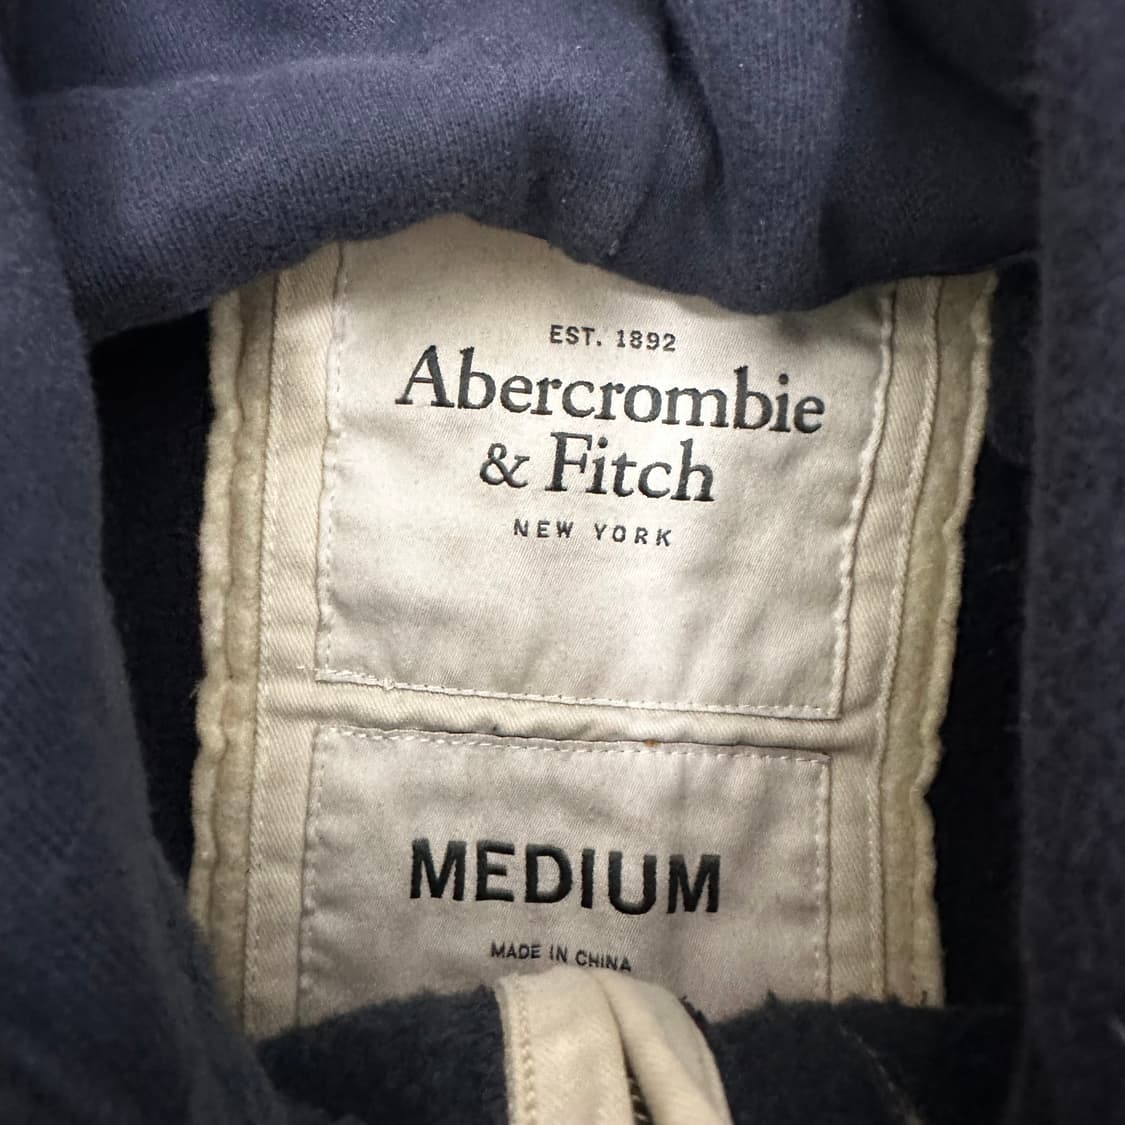 EST. 1892
Abercrombie
& Fitch
NEW YORK
MEDIUM
MADE IN CHINA